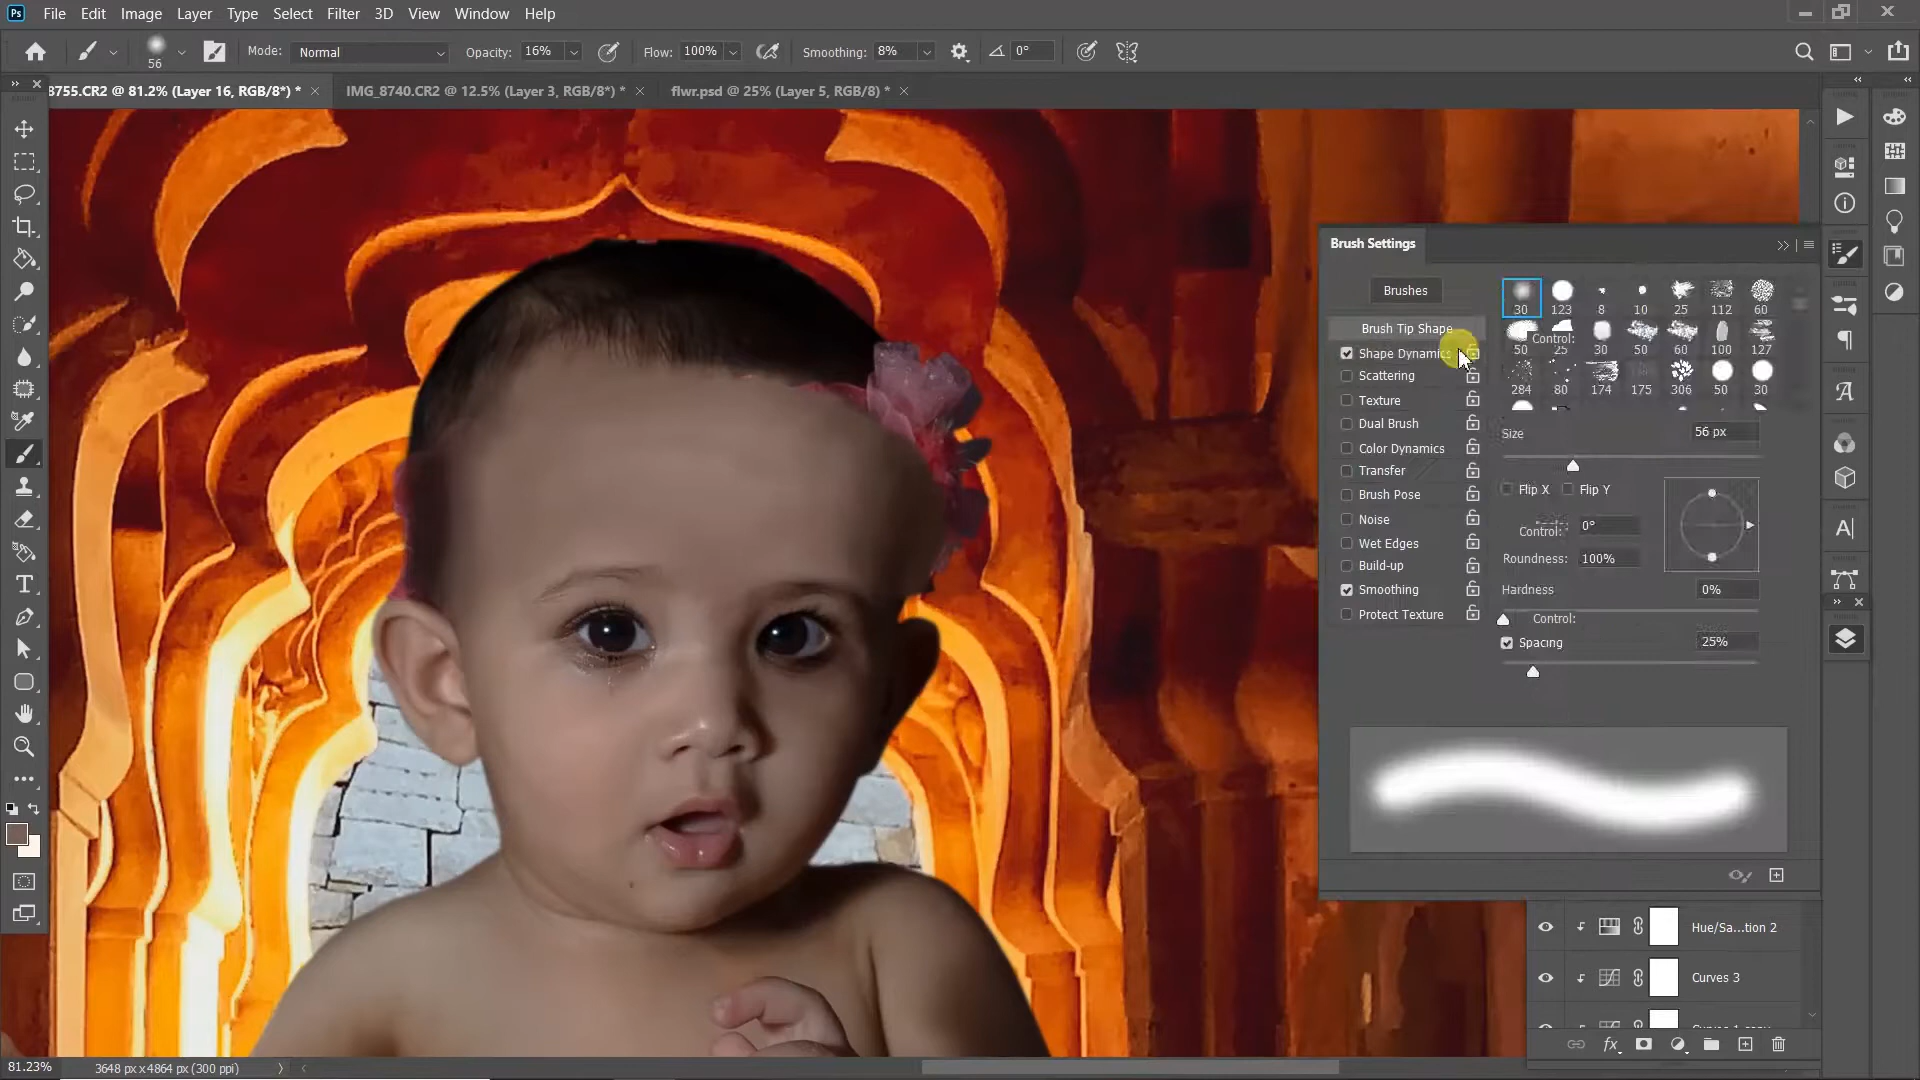 Ps File Edit Image Layer Type Select Filter 3D View Window Help
56 Mode: Normal Opacity: 16% Flow: 100% Smoothing: 8% 0°
8755.CR2 @ 81.2% (Layer 16, RGB/8*) * IMG_8740.CR2 @ 12.5% (Layer 3, RGB/8*) * flwr.psd @ 25% (Layer 5, RGB/8) *
Brush Settings
Brushes
30 123 8 10 25 112 60
Brush Tip Shape
Control:
50 25 30 50 60 100 127
Shape Dynamics
Scattering
284 80 174 175 306 50 30
Texture
Dual Brush
Size 56 px
Color Dynamics
Transfer
Flip X Flip Y
Brush Pose
Noise
Control: 0°
Wet Edges
Roundness: 100%
Build-up
Smoothing
Hardness 0%
Protect Texture
Control:
Spacing 25%
Hue/Sa...tion 2
Curves 3
81.23% 3648 px x 4864 px (300 ppi)